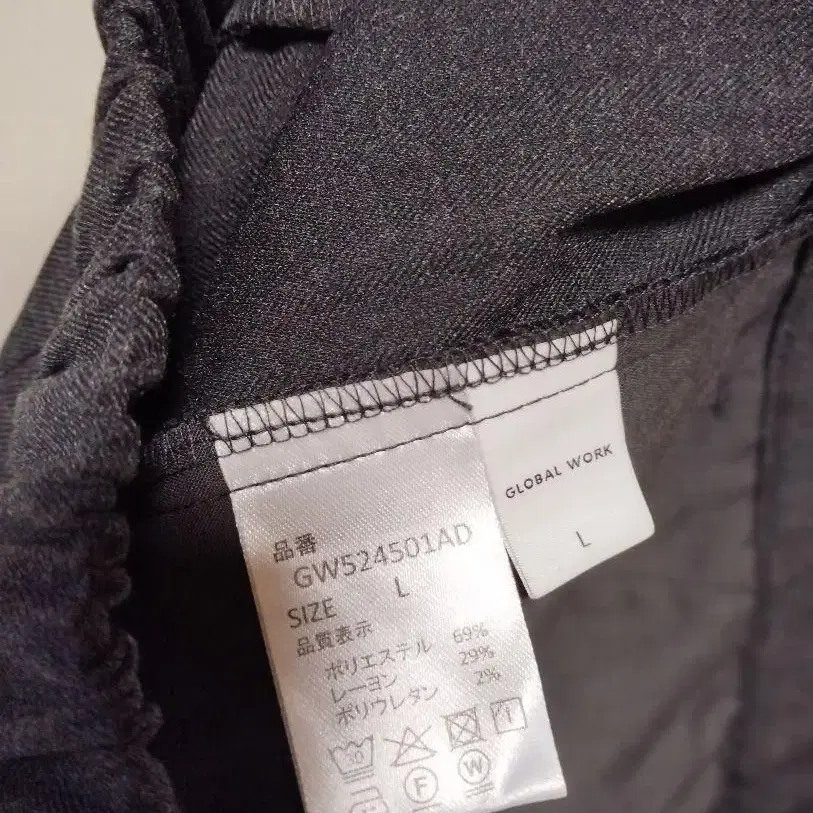 品番
GW524501AD
SIZE L
品質表示
ポリエステル 69%
レーヨン 29%
ポリウレタン 2%
30
F
W
GLOBAL WORK
L